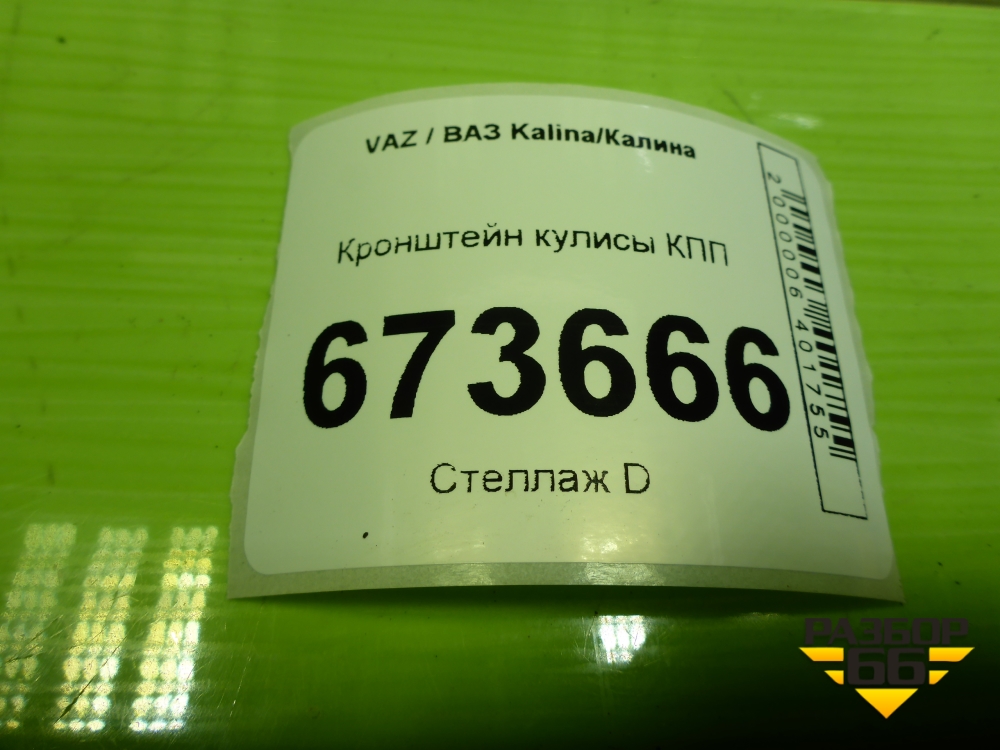 VAZ / ВАЗ Kalina/Калина
Кронштейн кулисы КПП
673666
Стеллаж D
2000006401755
РАЗБОР
66